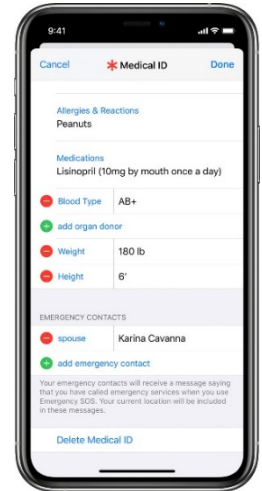 9:41
Cancel Medical ID Done
Allergies & Reactions
Peanuts
Medications
Lisinopril (10mg by mouth once a day)
Blood Type AB+
add organ donor
Weight 180 lb
Height 6'
EMERGENCY CONTACTS
spouse Karina Cavanna
add emergency contact
Your emergency contacts will receive a message saying
that you have called emergency services when you use
Emergency SOS. Your current location will be included
in these messages.
Delete Medical ID